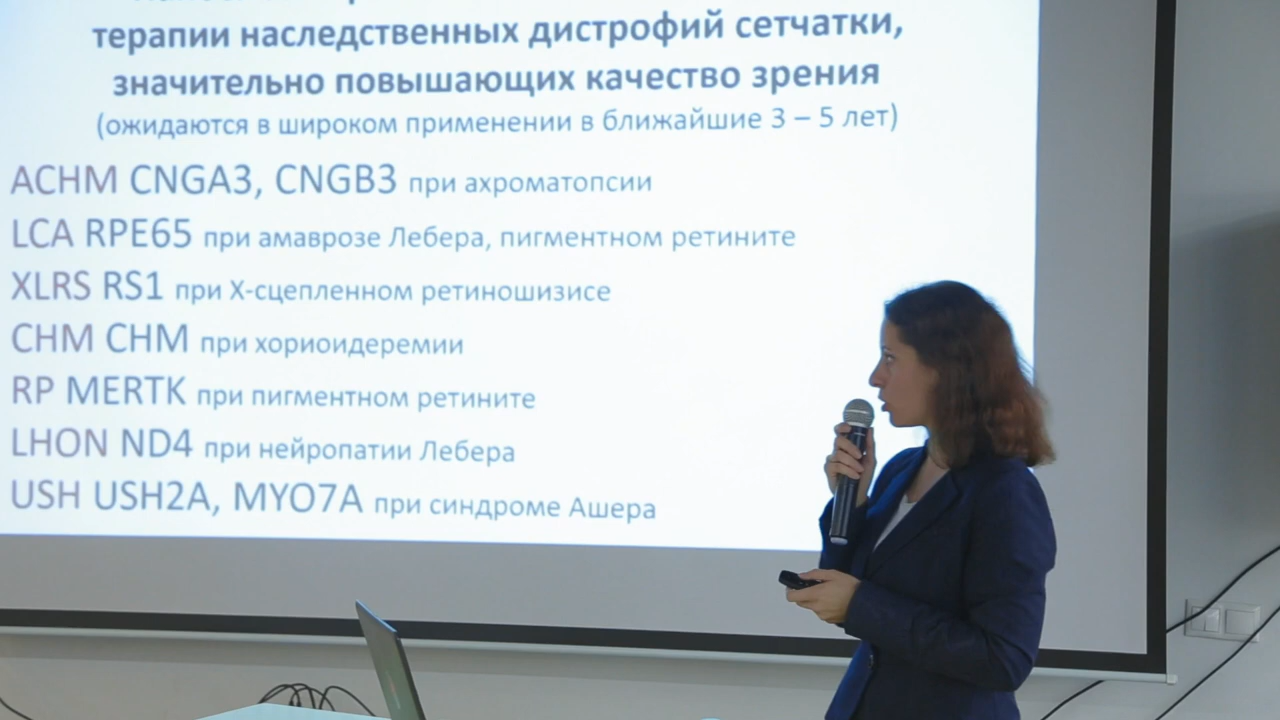 терапии наследственных дистрофий сетчатки,
значительно повышающих качество зрения
(ожидаются в широком применении в ближайшие 3 – 5 лет)
ACHM CNGA3, CNGB3 при ахроматопсии
LCA RPE65 при амаврозе Лебера, пигментном ретините
XLRS RS1 при Х-сцепленном ретиношизисе
CHM CHM при хориоидеремии
RP MERTK при пигментном ретините
LHON ND4 при нейропатии Лебера
USH USH2A, MYO7A при синдроме Ашера